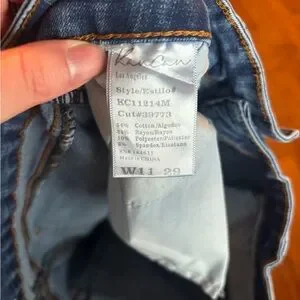 KanCan
Los Angeles
Style/Estilo#
KC11214M
Cut#39773
Cotton/Algodon
Rayon/Rayon
Polyester/Poliester
Spandex/Elastano
MADE IN CHINA
W11 29